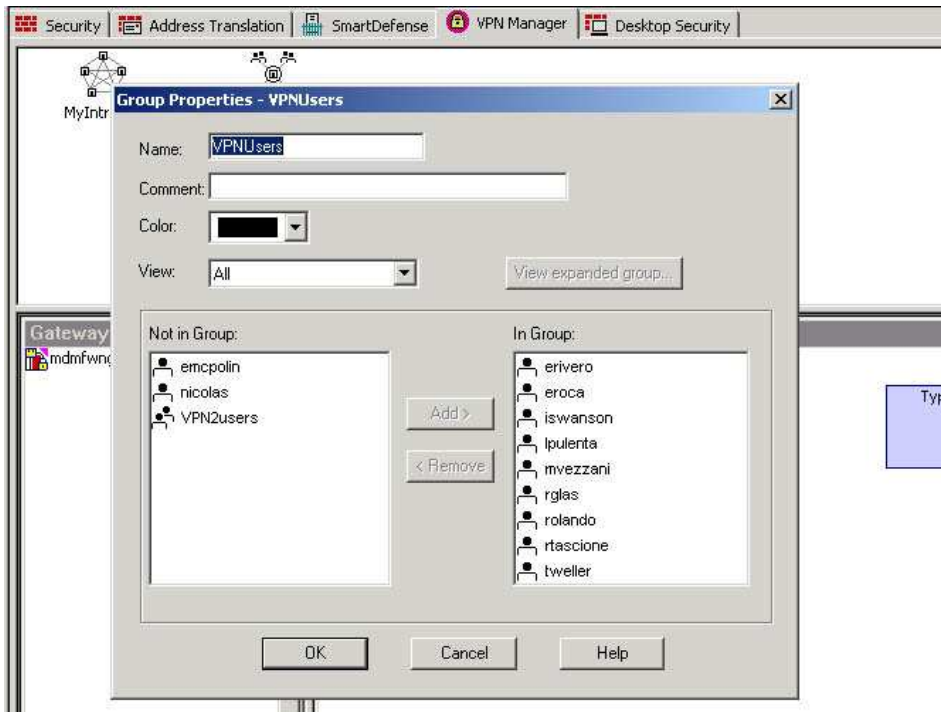 Security Address Translation SmartDefense VPN Manager Desktop Security
MyIntr
Group Properties - VPNUsers
Name: VPNUsers
Comment:
Color:
View: All View expanded group...
Gateway
mdmfwng
Not in Group: In Group:
emcpolin
nicolas
VPN2users
Add >
< Remove
erivero
eroca
iswanson
lpulenta
mvezzani
rglas
rolando
rtascione
tweller
Typ
OK Cancel Help